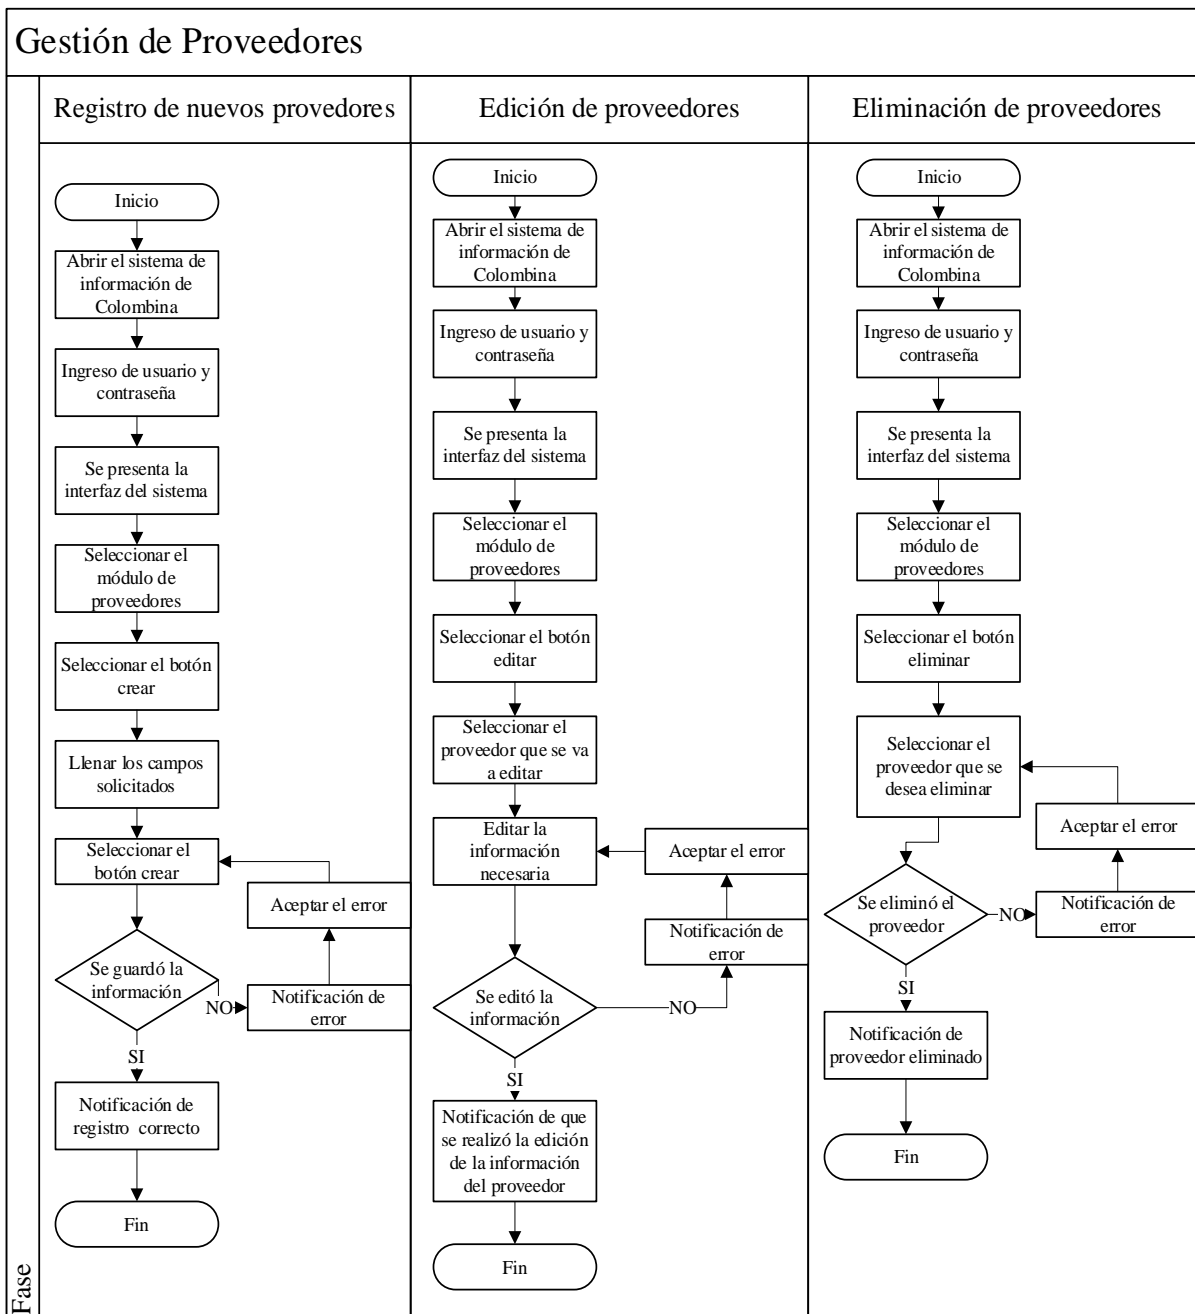 Gestión de Proveedores
Registro de nuevos provedores
Inicio
Abrir el sistema de
información de
Colombina
Ingreso de usuario y
contraseña
Se presenta la
interfaz del sistema
Seleccionar el
módulo de
proveedores
Seleccionar el botón
crear
Llenar los campos
solicitados
Seleccionar el
botón crear
Aceptar el error
Se guardó la
información
NO
Notificación de
error
SI
Notificación de
registro correcto
Fin
Edición de proveedores
Inicio
Abrir el sistema de
información de
Colombina
Ingreso de usuario y
contraseña
Se presenta la
interfaz del sistema
Seleccionar el
módulo de
proveedores
Seleccionar el botón
editar
Seleccionar el
proveedor que se va
a editar
Editar la
información
necesaria
Aceptar el error
Notificación de
error
Se editó la
información
NO
SI
Notificación de que
se realizó la edición
de la información
del proveedor
Fin
Eliminación de proveedores
Inicio
Abrir el sistema de
información de
Colombina
Ingreso de usuario y
contraseña
Se presenta la
interfaz del sistema
Seleccionar el
módulo de
proveedores
Seleccionar el botón
eliminar
Seleccionar el
proveedor que se
desea eliminar
Aceptar el error
Se eliminó el
proveedor
NO
Notificación de
error
SI
Notificación de
proveedor eliminado
Fin
Fase